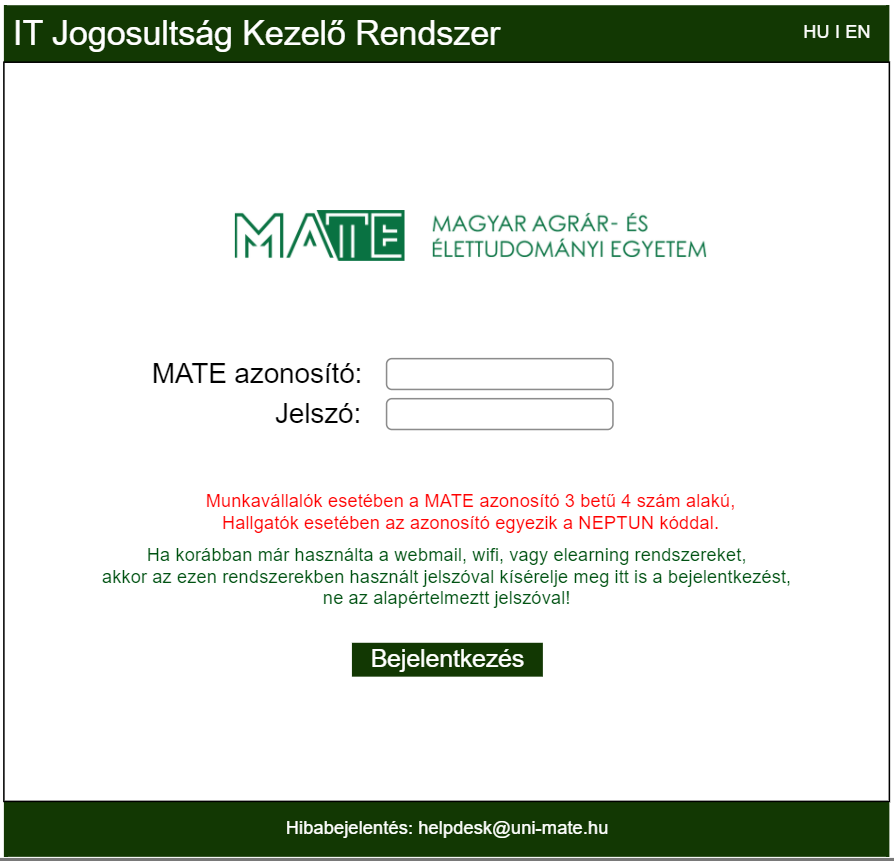 IT Jogosultság Kezelő Rendszer
HU I EN
MATE
MAGYAR AGRÁR- ÉS
ÉLETTUDOMÁNYI EGYETEM
MATE azonosító:
Jelszó:
Munkavállalók esetében a MATE azonosító 3 betű 4 szám alakú,
Hallgatók esetében az azonosító egyezik a NEPTUN kóddal.
Ha korábban már használta a webmail, wifi, vagy elearning rendszereket,
akkor az ezen rendszerekben használt jelszóval kísérelje meg itt is a bejelentkezést,
ne az alapértelmeztt jelszóval!
Bejelentkezés
Hibabejelentés: helpdesk@uni-mate.hu